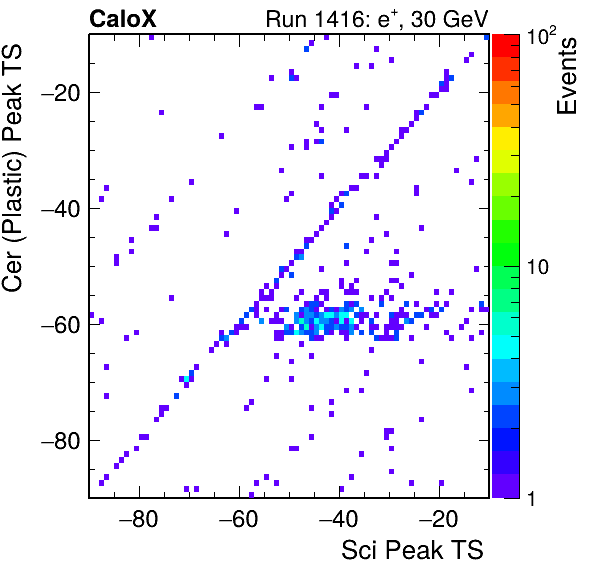 CaloX Run 1416: e⁺, 30 GeV
Cer (Plastic) Peak TS
−20
−40
−60
−80
−80 −60 −40 −20
Sci Peak TS
10²
10
1
Events